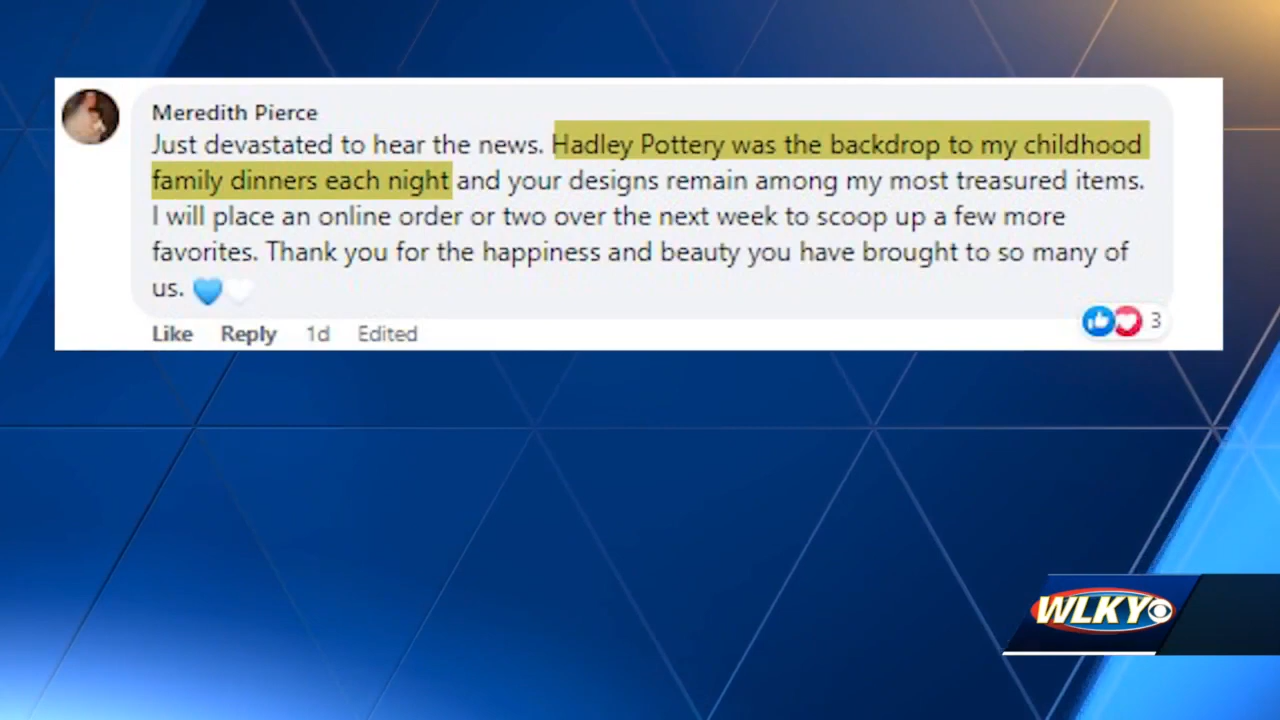 Meredith Pierce
Just devastated to hear the news. Hadley Pottery was the backdrop to my childhood
family dinners each night and your designs remain among my most treasured items.
I will place an online order or two over the next week to scoop up a few more
favorites. Thank you for the happiness and beauty you have brought to so many of
us. 💙🤍
Like Reply 1d Edited 3
WLKY